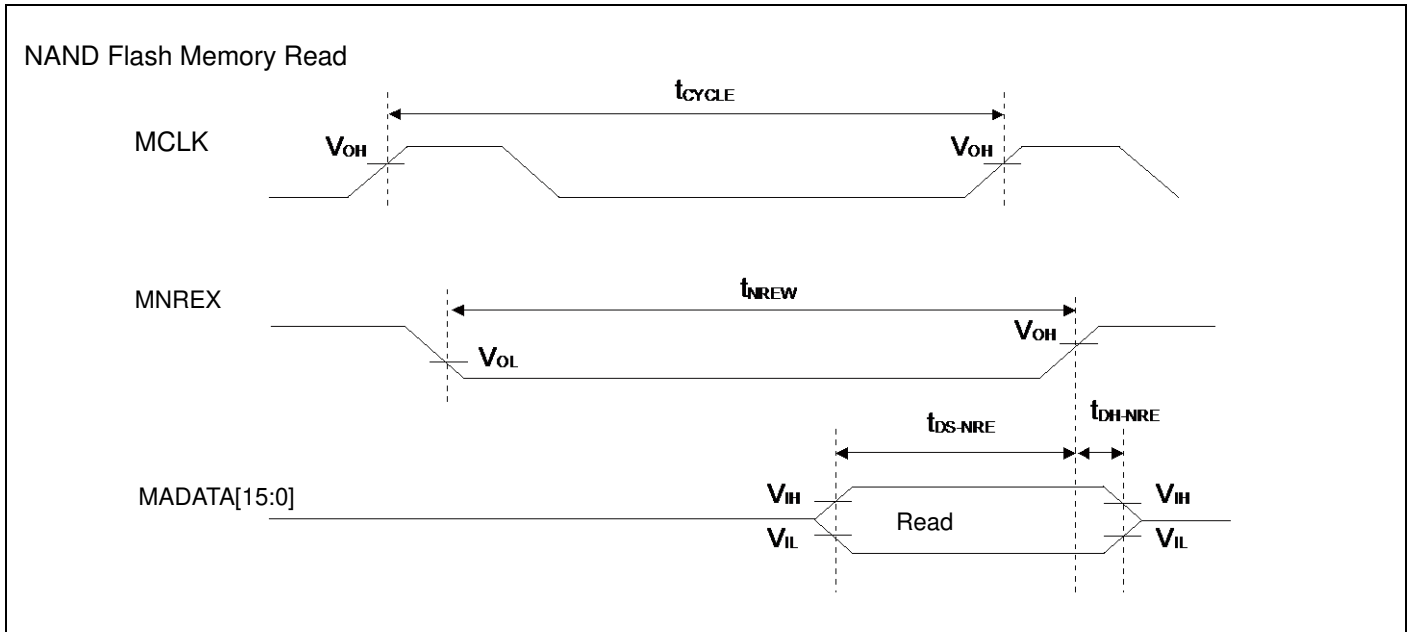 NAND Flash Memory Read
tCYCLE
MCLK
VOH
VOH
MNREX
tNREW
VOH
VOL
tDS-NRE
tDH-NRE
MADATA[15:0]
VIH
VIH
Read
VIL
VIL